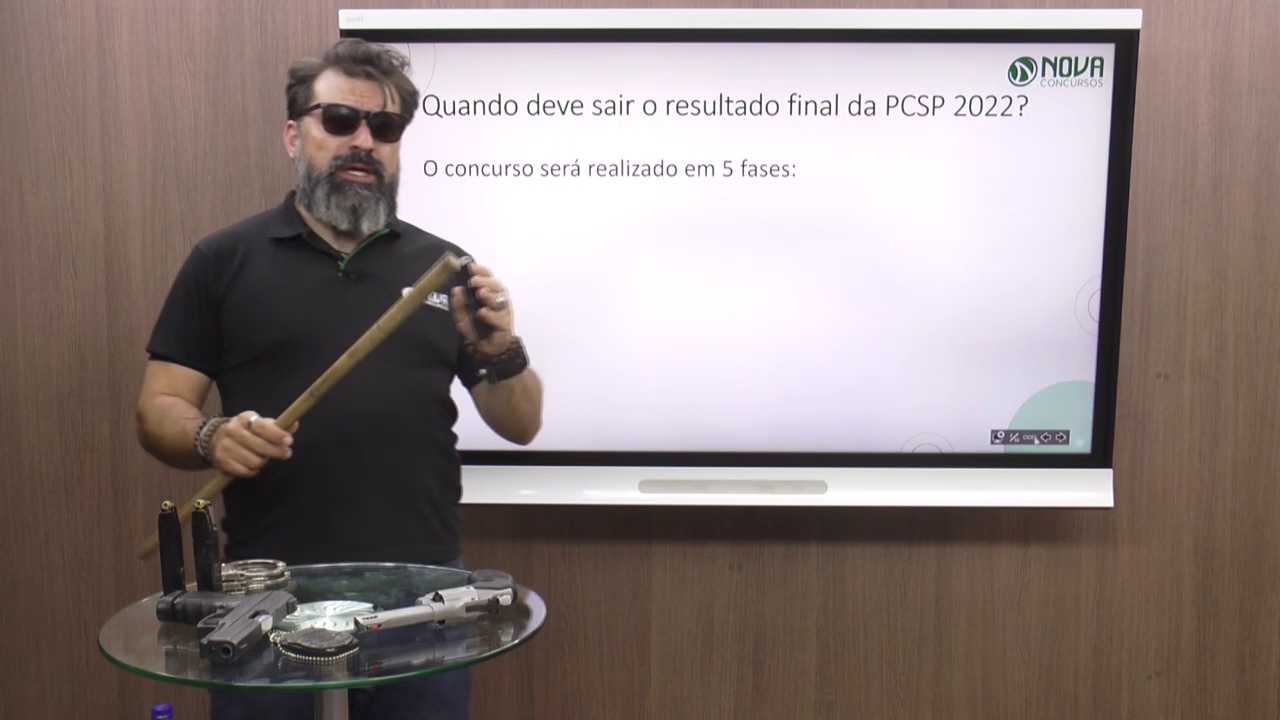 NOVA
CONCURSOS
Quando deve sair o resultado final da PCSP 2022?
O concurso será realizado em 5 fases: